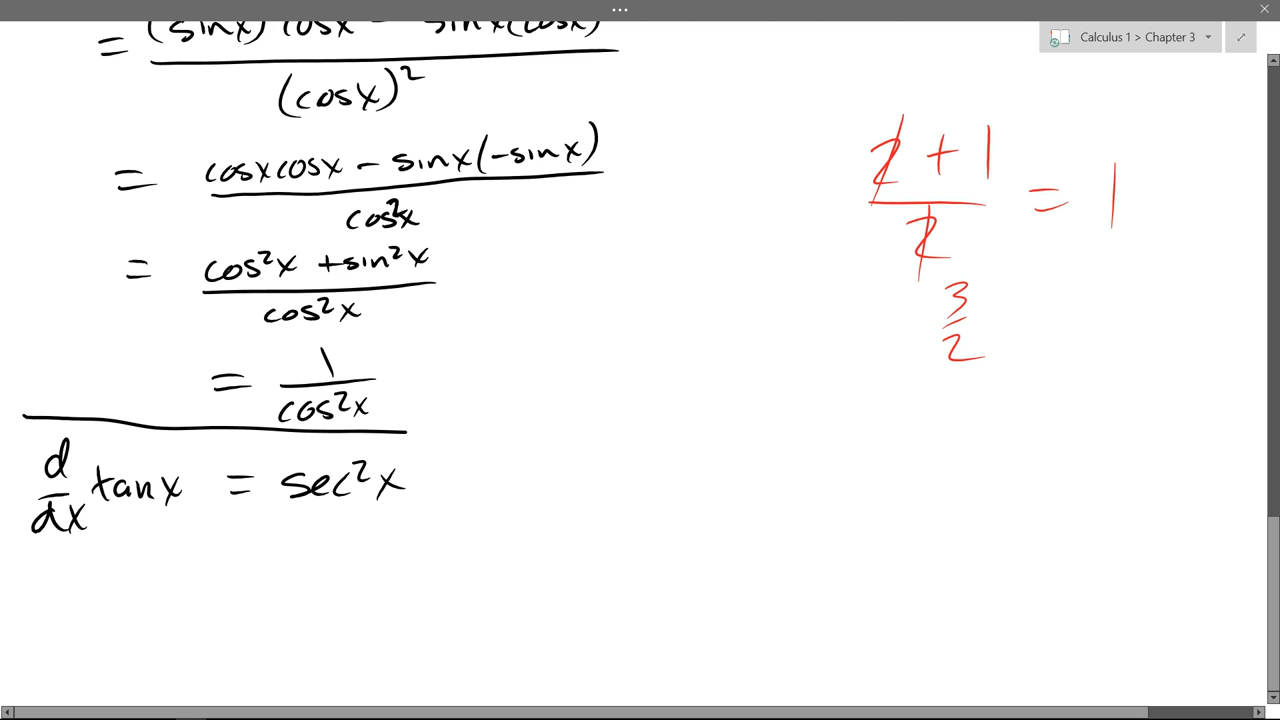 Calculus 1 > Chapter 3
= (sinx) cosx - sinx(cosx)
(cosx)²
= cosxcosx - sinx(-sinx)
cos²x
= cos²x + sin²x
cos²x
= 1
cos²x
d/dx tanx = sec²x
2 + 1
2
= 1
3
2